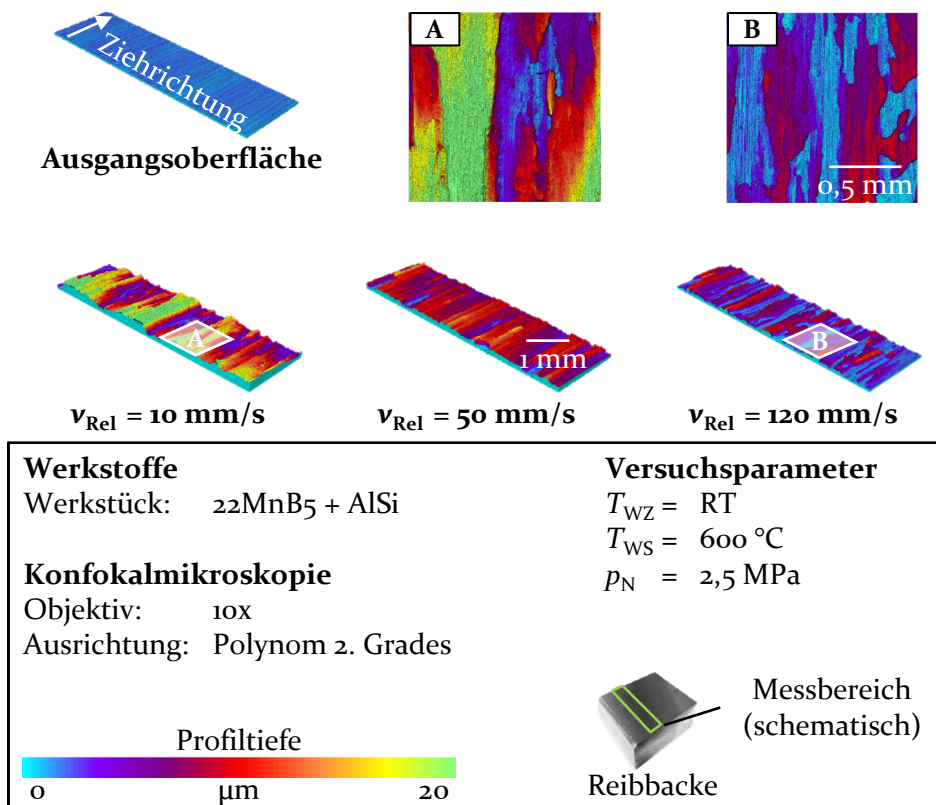 Ziehrichtung
Ausgangsoberfläche
A
B
0,5 mm
A
1 mm
B
vRel = 10 mm/s
vRel = 50 mm/s
vRel = 120 mm/s
Werkstoffe
Werkstück: 22MnB5 + AlSi
Konfokalmikroskopie
Objektiv: 10x
Ausrichtung: Polynom 2. Grades
Profiltiefe
0 µm 20
Versuchsparameter
TWZ = RT
TWS = 600 °C
pN = 2,5 MPa
Messbereich
(schematisch)
Reibbacke